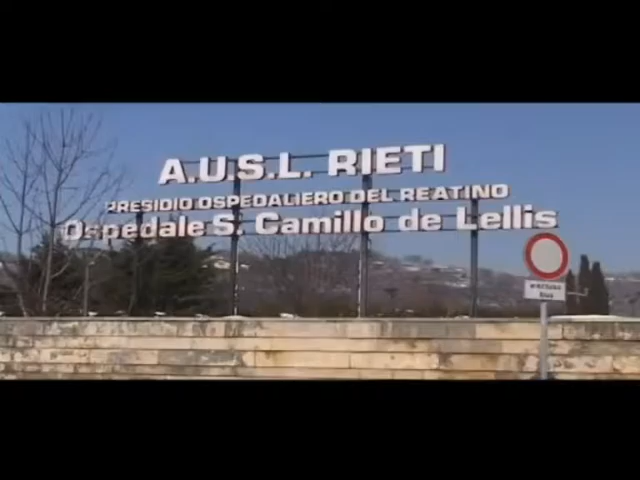 A.U.S.L. RIETI
PRESIDIO OSPEDALIERO DEL REATINO
Ospedale S. Camillo de Lellis